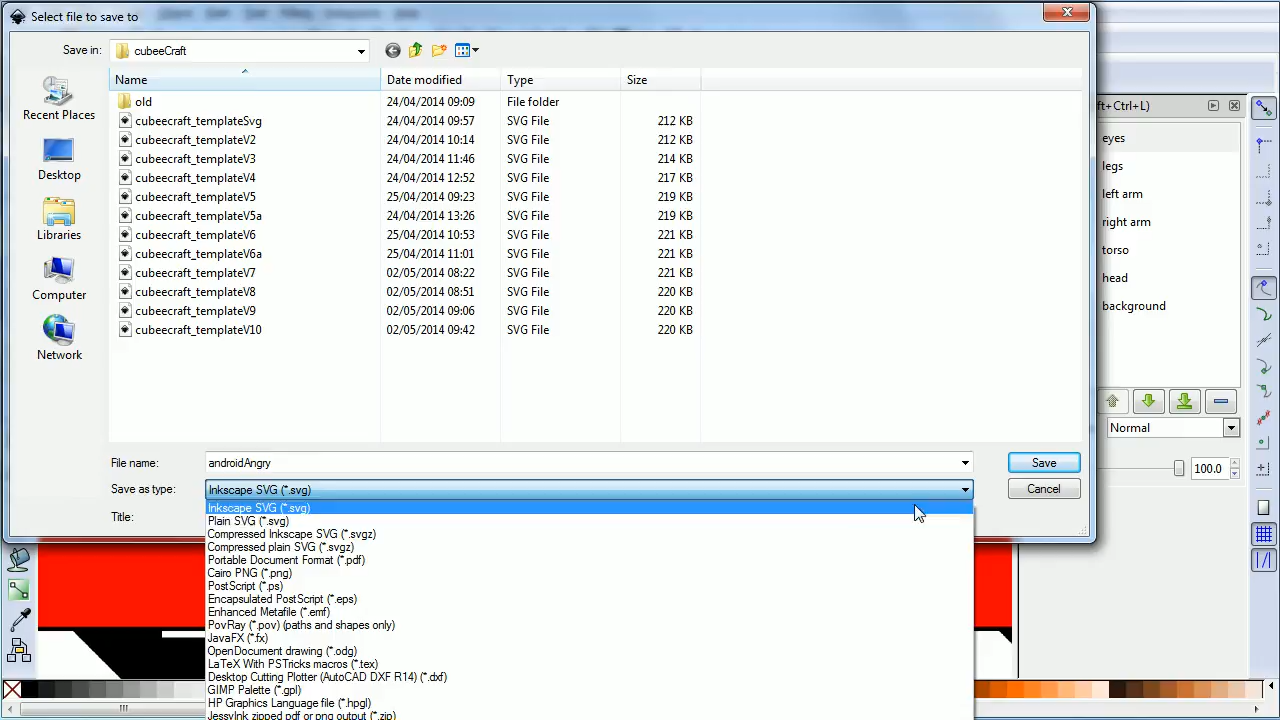 Select file to save to
Save in: cubeeCraft
Name Date modified Type Size
old 24/04/2014 09:09 File folder
cubeecraft_templateSvg 24/04/2014 09:57 SVG File 212 KB
cubeecraft_templateV2 24/04/2014 10:14 SVG File 212 KB
cubeecraft_templateV3 24/04/2014 11:46 SVG File 214 KB
cubeecraft_templateV4 24/04/2014 12:52 SVG File 217 KB
cubeecraft_templateV5 25/04/2014 09:23 SVG File 219 KB
cubeecraft_templateV5a 24/04/2014 13:26 SVG File 219 KB
cubeecraft_templateV6 25/04/2014 10:53 SVG File 221 KB
cubeecraft_templateV6a 25/04/2014 11:01 SVG File 221 KB
cubeecraft_templateV7 02/05/2014 08:22 SVG File 221 KB
cubeecraft_templateV8 02/05/2014 08:51 SVG File 220 KB
cubeecraft_templateV9 02/05/2014 09:06 SVG File 220 KB
cubeecraft_templateV10 02/05/2014 09:42 SVG File 220 KB
Recent Places
Desktop
Libraries
Computer
Network
File name: androidAngry Save
Save as type: Inkscape SVG (*.svg) Cancel
Title:
Inkscape SVG (*.svg)
Plain SVG (*.svg)
Compressed Inkscape SVG (*.svgz)
Compressed plain SVG (*.svgz)
Portable Document Format (*.pdf)
Cairo PNG (*.png)
PostScript (*.ps)
Encapsulated PostScript (*.eps)
Enhanced Metafile (*.emf)
PovRay (*.pov) (paths and shapes only)
JavaFX (*.fx)
OpenDocument drawing (*.odg)
LaTeX With PSTricks macros (*.tex)
Desktop Cutting Plotter (AutoCAD DXF R14) (*.dxf)
GIMP Palette (*.gpl)
HP Graphics Language file (*.hpgl)
JessyInk zipped pdf or png output (*.zip)
ft+Ctrl+L)
eyes
legs
left arm
right arm
torso
head
background
Normal
100.0